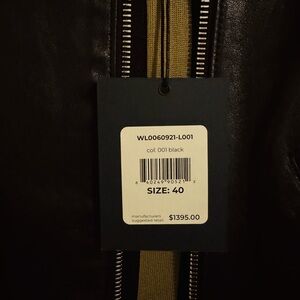 WL0060921-L001
col: 001 black
SIZE: 40
manufacturers
suggested retail
$1395.00